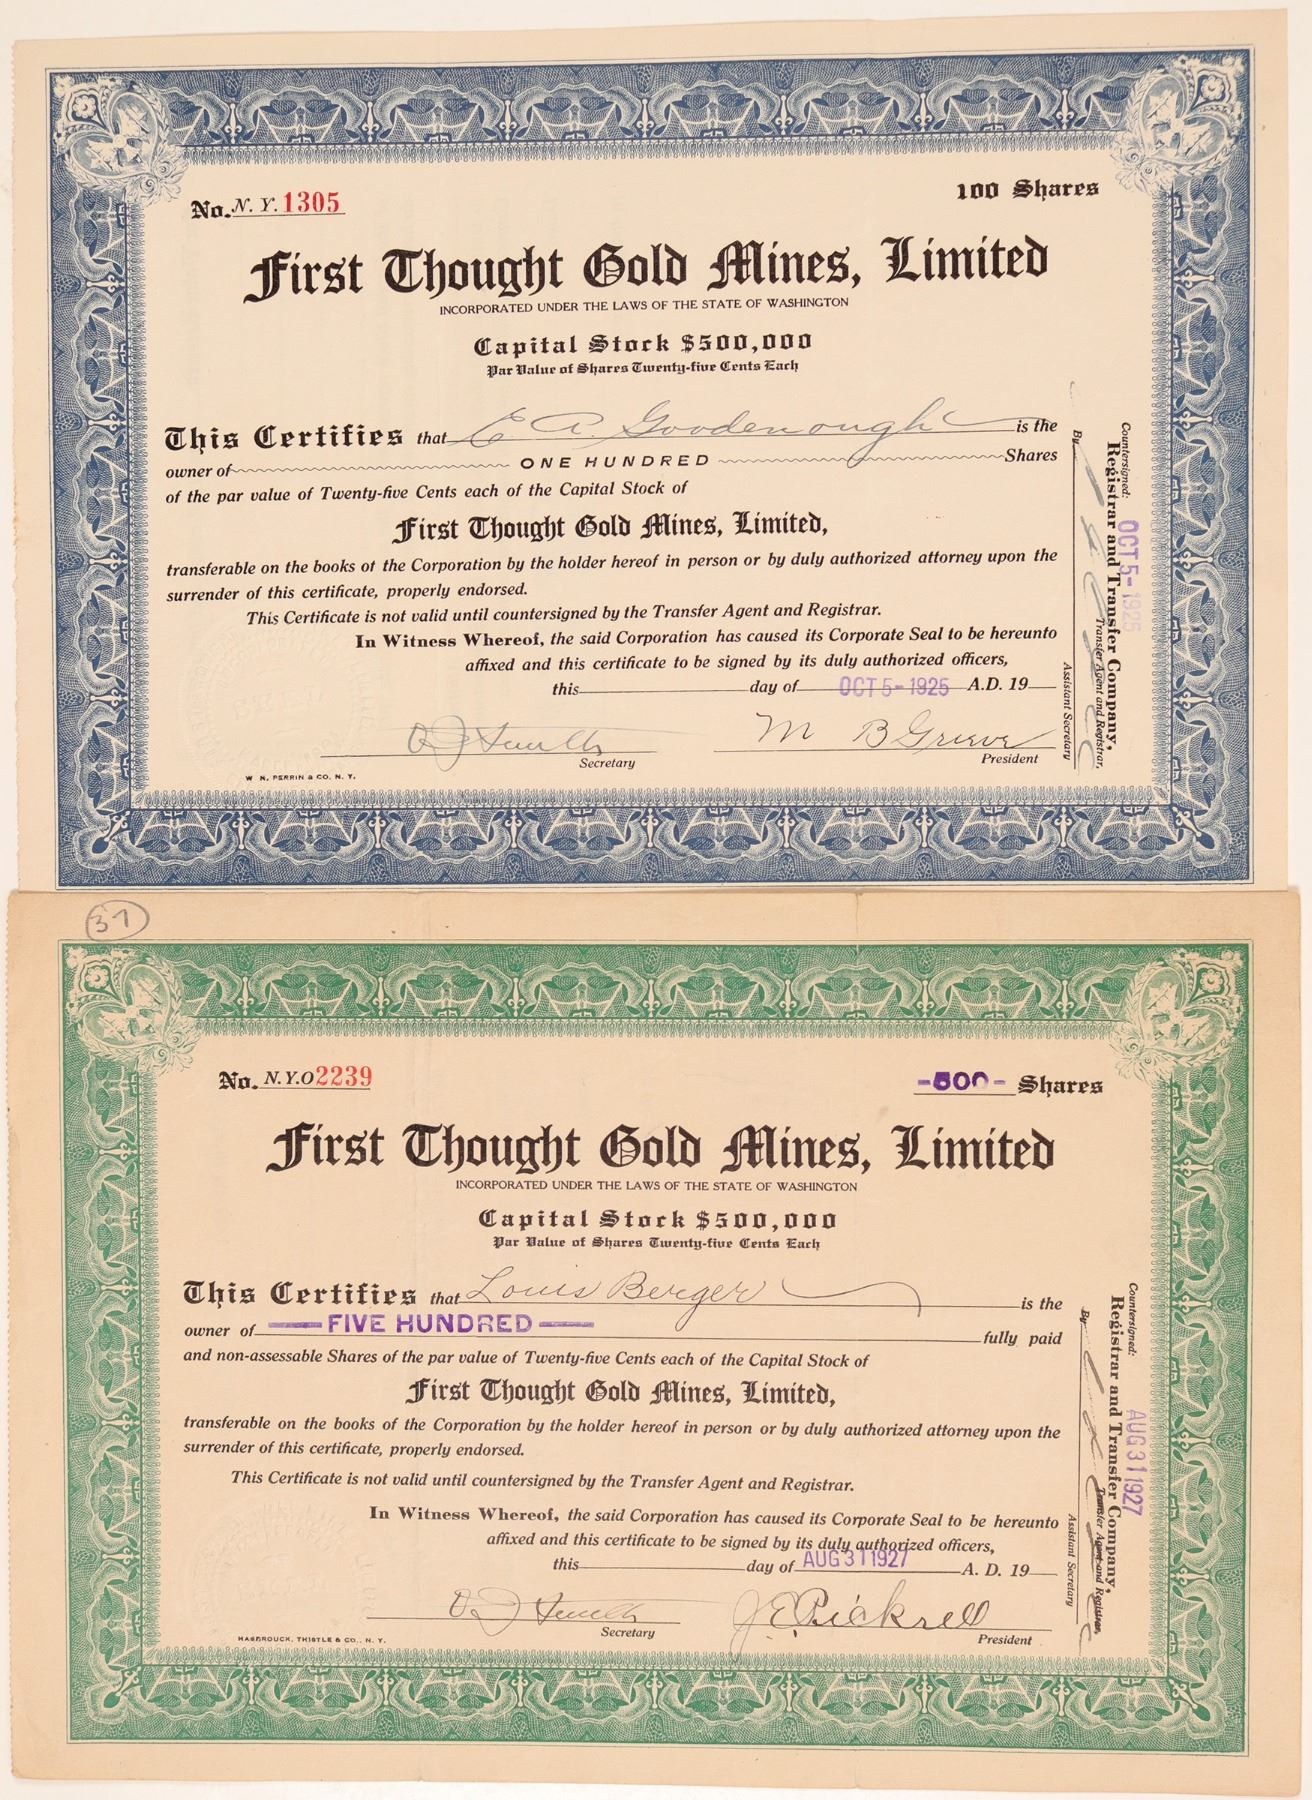 No. N. Y. 1305
100 Shares
First Thought Gold Mines, Limited
INCORPORATED UNDER THE LAWS OF THE STATE OF WASHINGTON
Capital Stock $500,000
Par Value of Shares Twenty-five Cents Each
This Certifies that E. A. Goodenough is the
owner of ONE HUNDRED Shares
of the par value of Twenty-five Cents each of the Capital Stock of
First Thought Gold Mines, Limited,
transferable on the books of the Corporation by the holder hereof in person or by duly authorized attorney upon the
surrender of this certificate, properly endorsed.
This Certificate is not valid until countersigned by the Transfer Agent and Registrar.
In Witness Whereof, the said Corporation has caused its Corporate Seal to be hereunto
affixed and this certificate to be signed by its duly authorized officers,
this day of OCT 5-1925 A.D. 19
M B Grieve
Secretary
President
W. N. PERRIN & CO. N. Y.
Countersigned: OCT 5-1925
Registrar and Transfer Company,
Transfer Agent and Registrar,
By
Assistant Secretary
37
No. N.Y.O2239
-500- Shares
First Thought Gold Mines, Limited
INCORPORATED UNDER THE LAWS OF THE STATE OF WASHINGTON
Capital Stock $500,000
Par Value of Shares Twenty-five Cents Each
This Certifies that Louis Berger is the
owner of FIVE HUNDRED fully paid
and non-assessable Shares of the par value of Twenty-five Cents each of the Capital Stock of
First Thought Gold Mines, Limited,
transferable on the books of the Corporation by the holder hereof in person or by duly authorized attorney upon the
surrender of this certificate, properly endorsed.
This Certificate is not valid until countersigned by the Transfer Agent and Registrar.
In Witness Whereof, the said Corporation has caused its Corporate Seal to be hereunto
affixed and this certificate to be signed by its duly authorized officers,
this day of AUG 31 1927 A. D. 19
J E Pickrell
Secretary
President
HASBROUCK, THISTLE & CO., N. Y.
Countersigned: AUG 31 1927
Registrar and Transfer Company,
Transfer Agent and Registrar,
By
Assistant Secretary